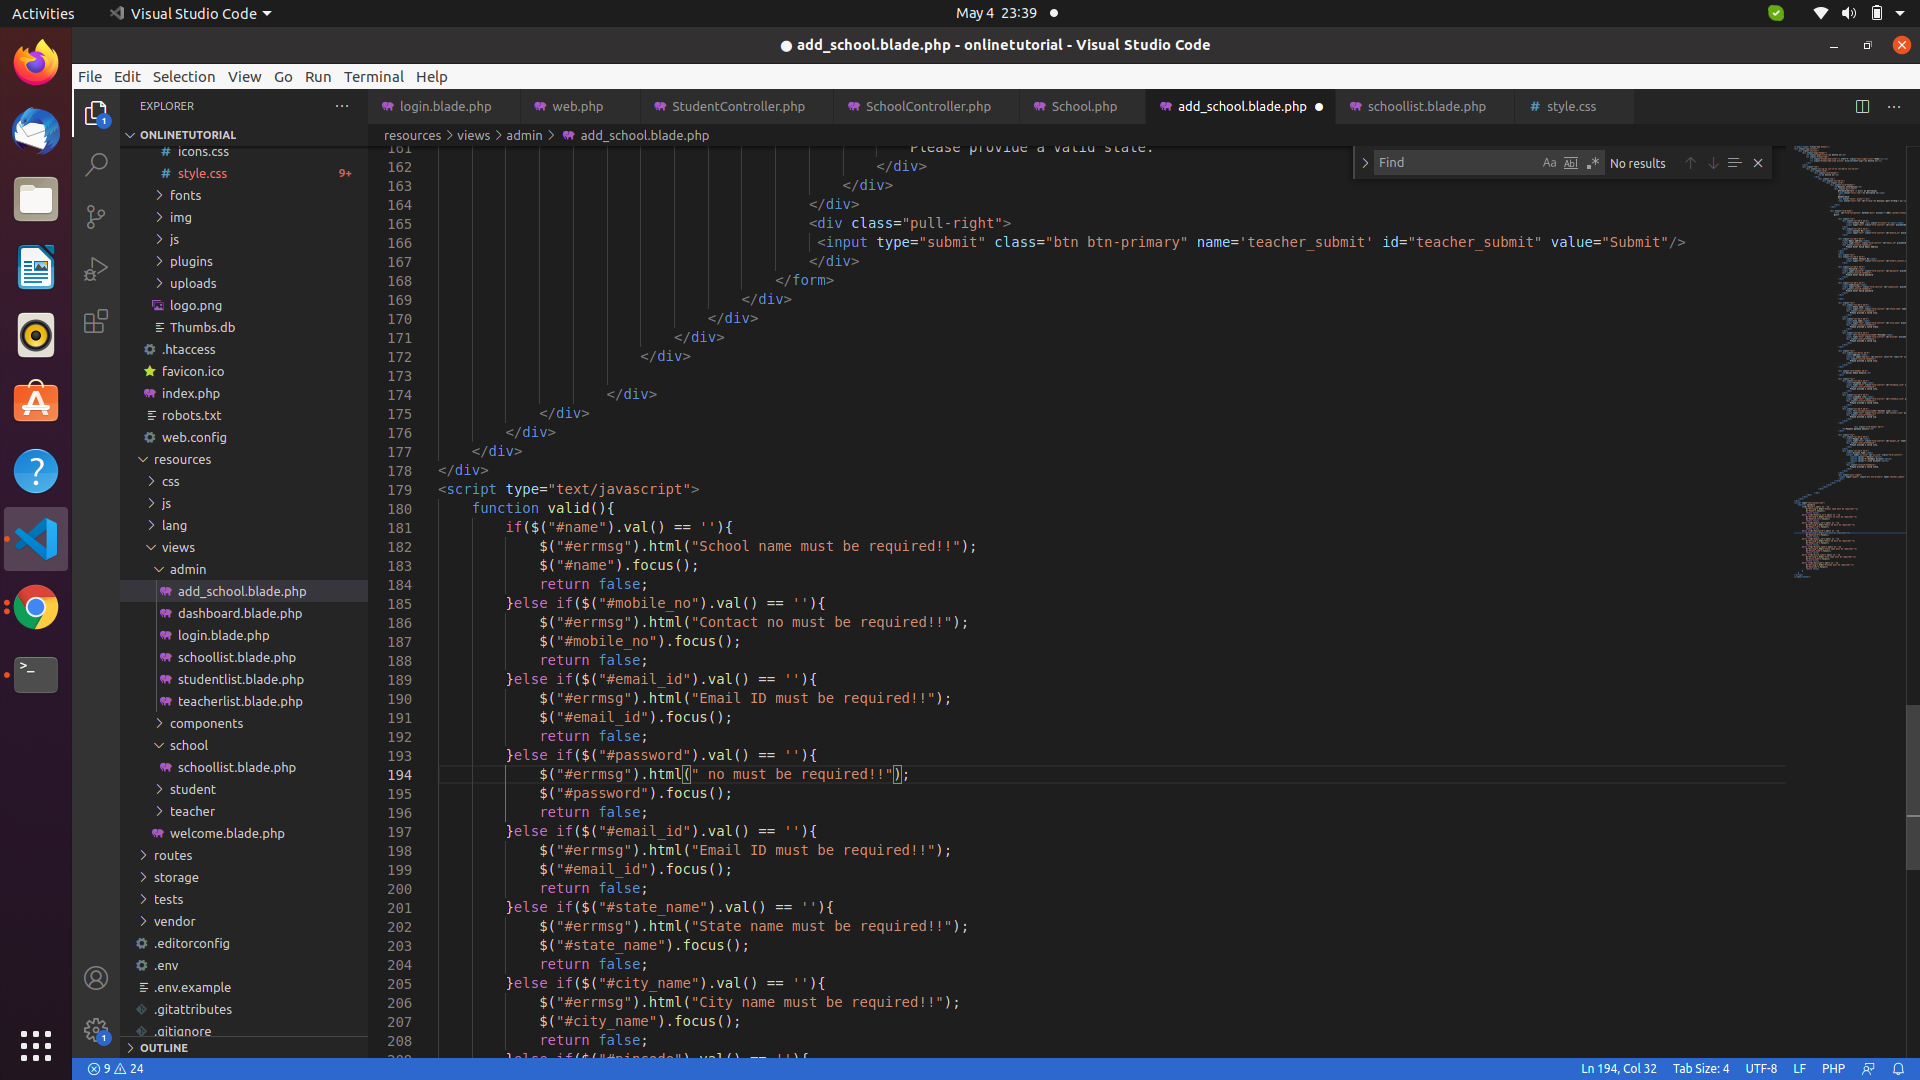 Activities Visual Studio Code May 4 23:39
add_school.blade.php - onlinetutorial - Visual Studio Code
File Edit Selection View Go Run Terminal Help
EXPLORER
login.blade.php web.php StudentController.php SchoolController.php School.php add_school.blade.php schoollist.blade.php # style.css
resources > views > admin > add_school.blade.php
ONLINETUTORIAL
# icons.css
# style.css 9+
fonts
img
js
plugins
uploads
logo.png
Thumbs.db
.htaccess
favicon.ico
index.php
robots.txt
web.config
resources
css
js
lang
views
admin
add_school.blade.php
dashboard.blade.php
login.blade.php
schoollist.blade.php
studentlist.blade.php
teacherlist.blade.php
components
school
schoollist.blade.php
student
teacher
welcome.blade.php
routes
storage
tests
vendor
.editorconfig
.env
.env.example
.gitattributes
.gitignore
OUTLINE
Find Aa Abl .* No results
161 Please provide a valid state.
162 </div>
163 </div>
164 </div>
165 <div class="pull-right">
166 <input type="submit" class="btn btn-primary" name='teacher_submit' id="teacher_submit" value="Submit"/>
167 </div>
168 </form>
169 </div>
170 </div>
171 </div>
172 </div>
173
174 </div>
175 </div>
176 </div>
177 </div>
178 </div>
179 <script type="text/javascript">
180 function valid(){
181 if($("#name").val() == ''){
182 $("#errmsg").html("School name must be required!!");
183 $("#name").focus();
184 return false;
185 }else if($("#mobile_no").val() == ''){
186 $("#errmsg").html("Contact no must be required!!");
187 $("#mobile_no").focus();
188 return false;
189 }else if($("#email_id").val() == ''){
190 $("#errmsg").html("Email ID must be required!!");
191 $("#email_id").focus();
192 return false;
193 }else if($("#password").val() == ''){
194 $("#errmsg").html(" no must be required!!");
195 $("#password").focus();
196 return false;
197 }else if($("#email_id").val() == ''){
198 $("#errmsg").html("Email ID must be required!!");
199 $("#email_id").focus();
200 return false;
201 }else if($("#state_name").val() == ''){
202 $("#errmsg").html("State name must be required!!");
203 $("#state_name").focus();
204 return false;
205 }else if($("#city_name").val() == ''){
206 $("#errmsg").html("City name must be required!!");
207 $("#city_name").focus();
208 return false;
209 }else if($("#pincode").val() == ''){
9 24 Ln 194, Col 32 Tab Size: 4 UTF-8 LF PHP